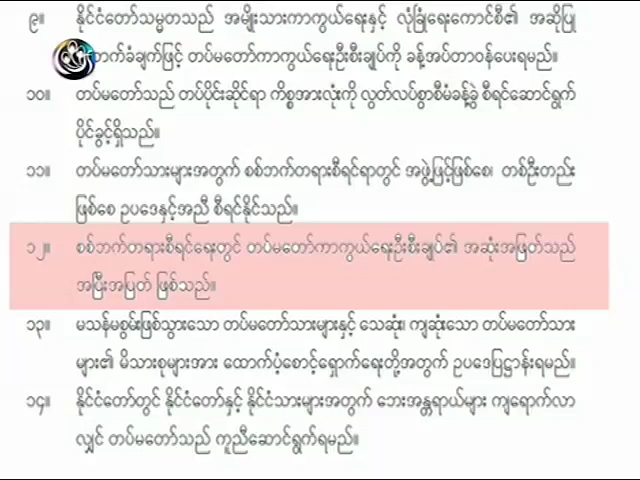 ၉။ နိုင်ငံတော်သမ္မတသည် အမျိုးသားကာကွယ်ရေးနှင့် လုံခြုံရေးကောင်စီ၏ အဆိုပြု
ထောက်ခံချက်ဖြင့် တပ်မတော်ကာကွယ်ရေးဦးစီးချုပ်ကို ခန့်အပ်တာဝန်ပေးရမည်။
၁၀။ တပ်မတော်သည် တပ်ပိုင်းဆိုင်ရာ ကိစ္စအားလုံးကို လွတ်လပ်စွာစီမံခန့်ခွဲ စီရင်ဆောင်ရွက်
ပိုင်ခွင့်ရှိသည်။
၁၁။ တပ်မတော်သားများအတွက် စစ်ဘက်တရားစီရင်ရာတွင် အဖွဲ့ဖြင့်ဖြစ်စေ၊ တစ်ဦးတည်း
ဖြစ်စေ ဥပဒေနှင့်အညီ စီရင်နိုင်သည်။
၁၂။ စစ်ဘက်တရားစီရင်ရေးတွင် တပ်မတော်ကာကွယ်ရေးဦးစီးချုပ်၏ အဆုံးအဖြတ်သည်
အပြီးအပြတ် ဖြစ်သည်။
၁၃။ မသန်မစွမ်းဖြစ်သွားသော တပ်မတော်သားများနှင့် သေဆုံး၊ ကျဆုံးသော တပ်မတော်သား
များ၏ မိသားစုများအား ထောက်ပံ့စောင့်ရှောက်ရေးတို့အတွက် ဥပဒေပြဋ္ဌာန်းရမည်။
၁၄။ နိုင်ငံတော်တွင် နိုင်ငံတော်နှင့် နိုင်ငံသားများအတွက် ဘေးအန္တရာယ်များ ကျရောက်လာ
လျှင် တပ်မတော်သည် ကူညီဆောင်ရွက်ရမည်။